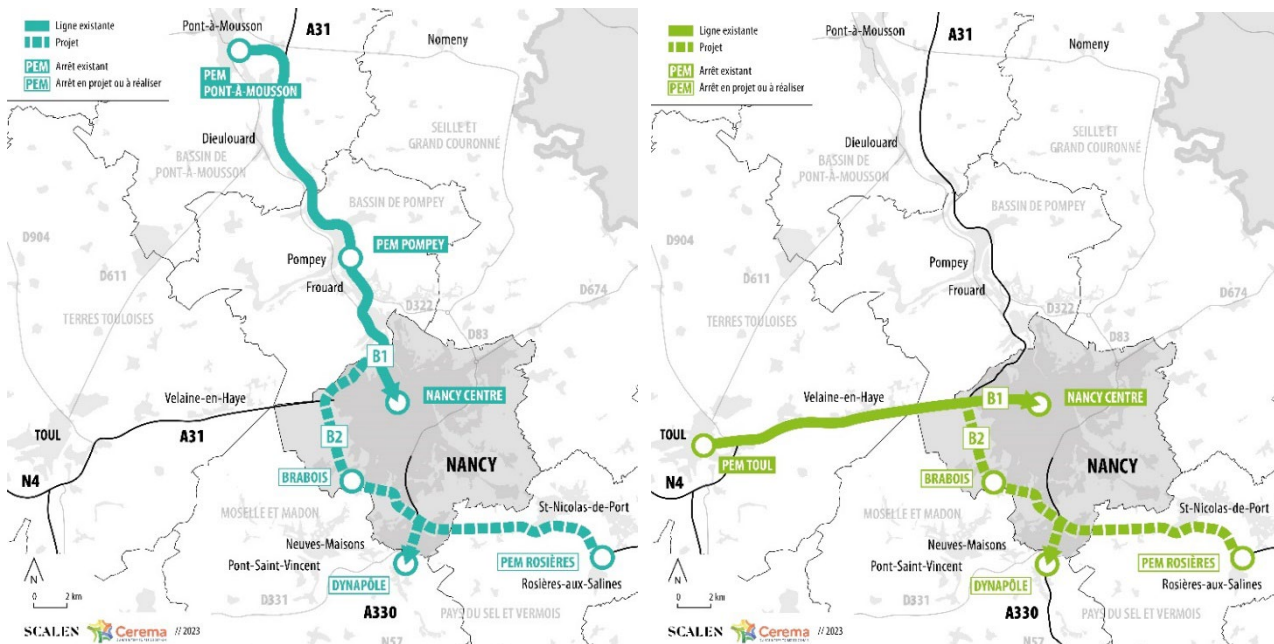 Ligne existante
Projet
PEM Arrêt existant
PEM Arrêt en projet ou à réaliser
Pont-à-Mousson
A31
Nomeny
PEM
PONT-À-MOUSSON
Dieulouard
BASSIN DE
PONT-À-MOUSSON
SEILLE ET
GRAND COURONNÉ
BASSIN DE POMPEY
D904
PEM POMPEY
D611
Pompey
Frouard
D674
D322
TERRES TOULOISES
D83
B1
Velaine-en-Haye
NANCY CENTRE
TOUL
A31
B2
NANCY
N4
BRABOIS
St-Nicolas-de-Port
MOSELLE ET MADON
Neuves-Maisons
Pont-Saint-Vincent
PEM ROSIÈRES
DYNAPÔLE
Rosières-aux-Salines
N
0 2 km
D331
A330
PAYS DU SEL ET VERMOIS
SCALEN Cerema // 2023
N57
Ligne existante
Projet
PEM Arrêt existant
PEM Arrêt en projet ou à réaliser
Pont-à-Mousson
A31
Nomeny
Dieulouard
BASSIN DE
PONT-À-MOUSSON
SEILLE ET
GRAND COURONNÉ
BASSIN DE POMPEY
D904
D611
Pompey
Frouard
D674
D322
TERRES TOULOISES
D83
Velaine-en-Haye
B1
NANCY CENTRE
TOUL
B2
PEM TOUL
NANCY
N4
BRABOIS
St-Nicolas-de-Port
MOSELLE ET MADON
Neuves-Maisons
Pont-Saint-Vincent
PEM ROSIÈRES
DYNAPÔLE
Rosières-aux-Salines
N
0 2 km
D331
A330
PAYS DU SEL ET VERMOIS
SCALEN Cerema // 2023
N57